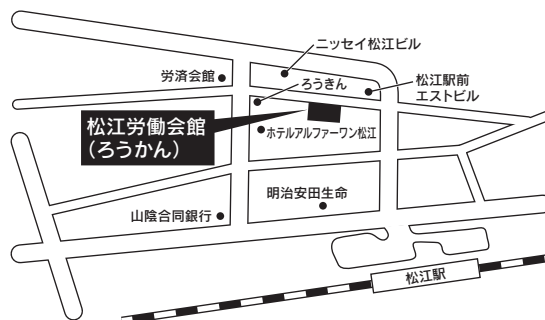 ニッセイ松江ビル
労済会館
ろうきん
松江駅前
エストビル
松江労働会館
(ろうかん)
ホテルアルファーワン松江
明治安田生命
山陰合同銀行
松江駅